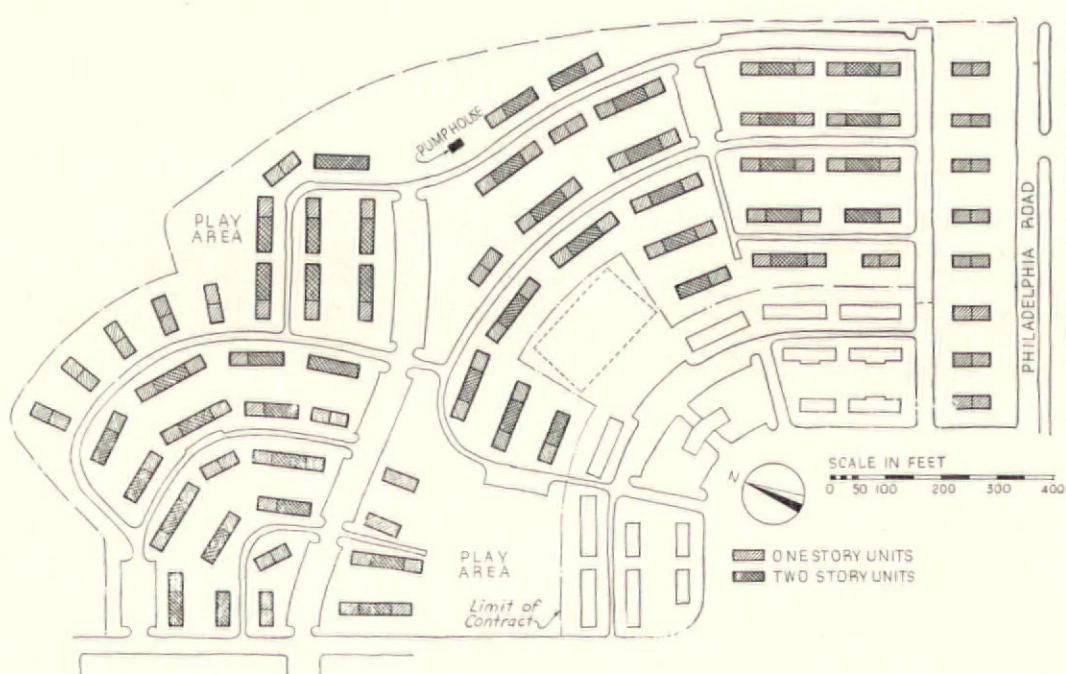 PUMPHOUSE
PLAY
AREA
PHILADELPHIA ROAD
N
SCALE IN FEET
0 50 100 200 300 400
ONE STORY UNITS
TWO STORY UNITS
PLAY
AREA
Limit of
Contract